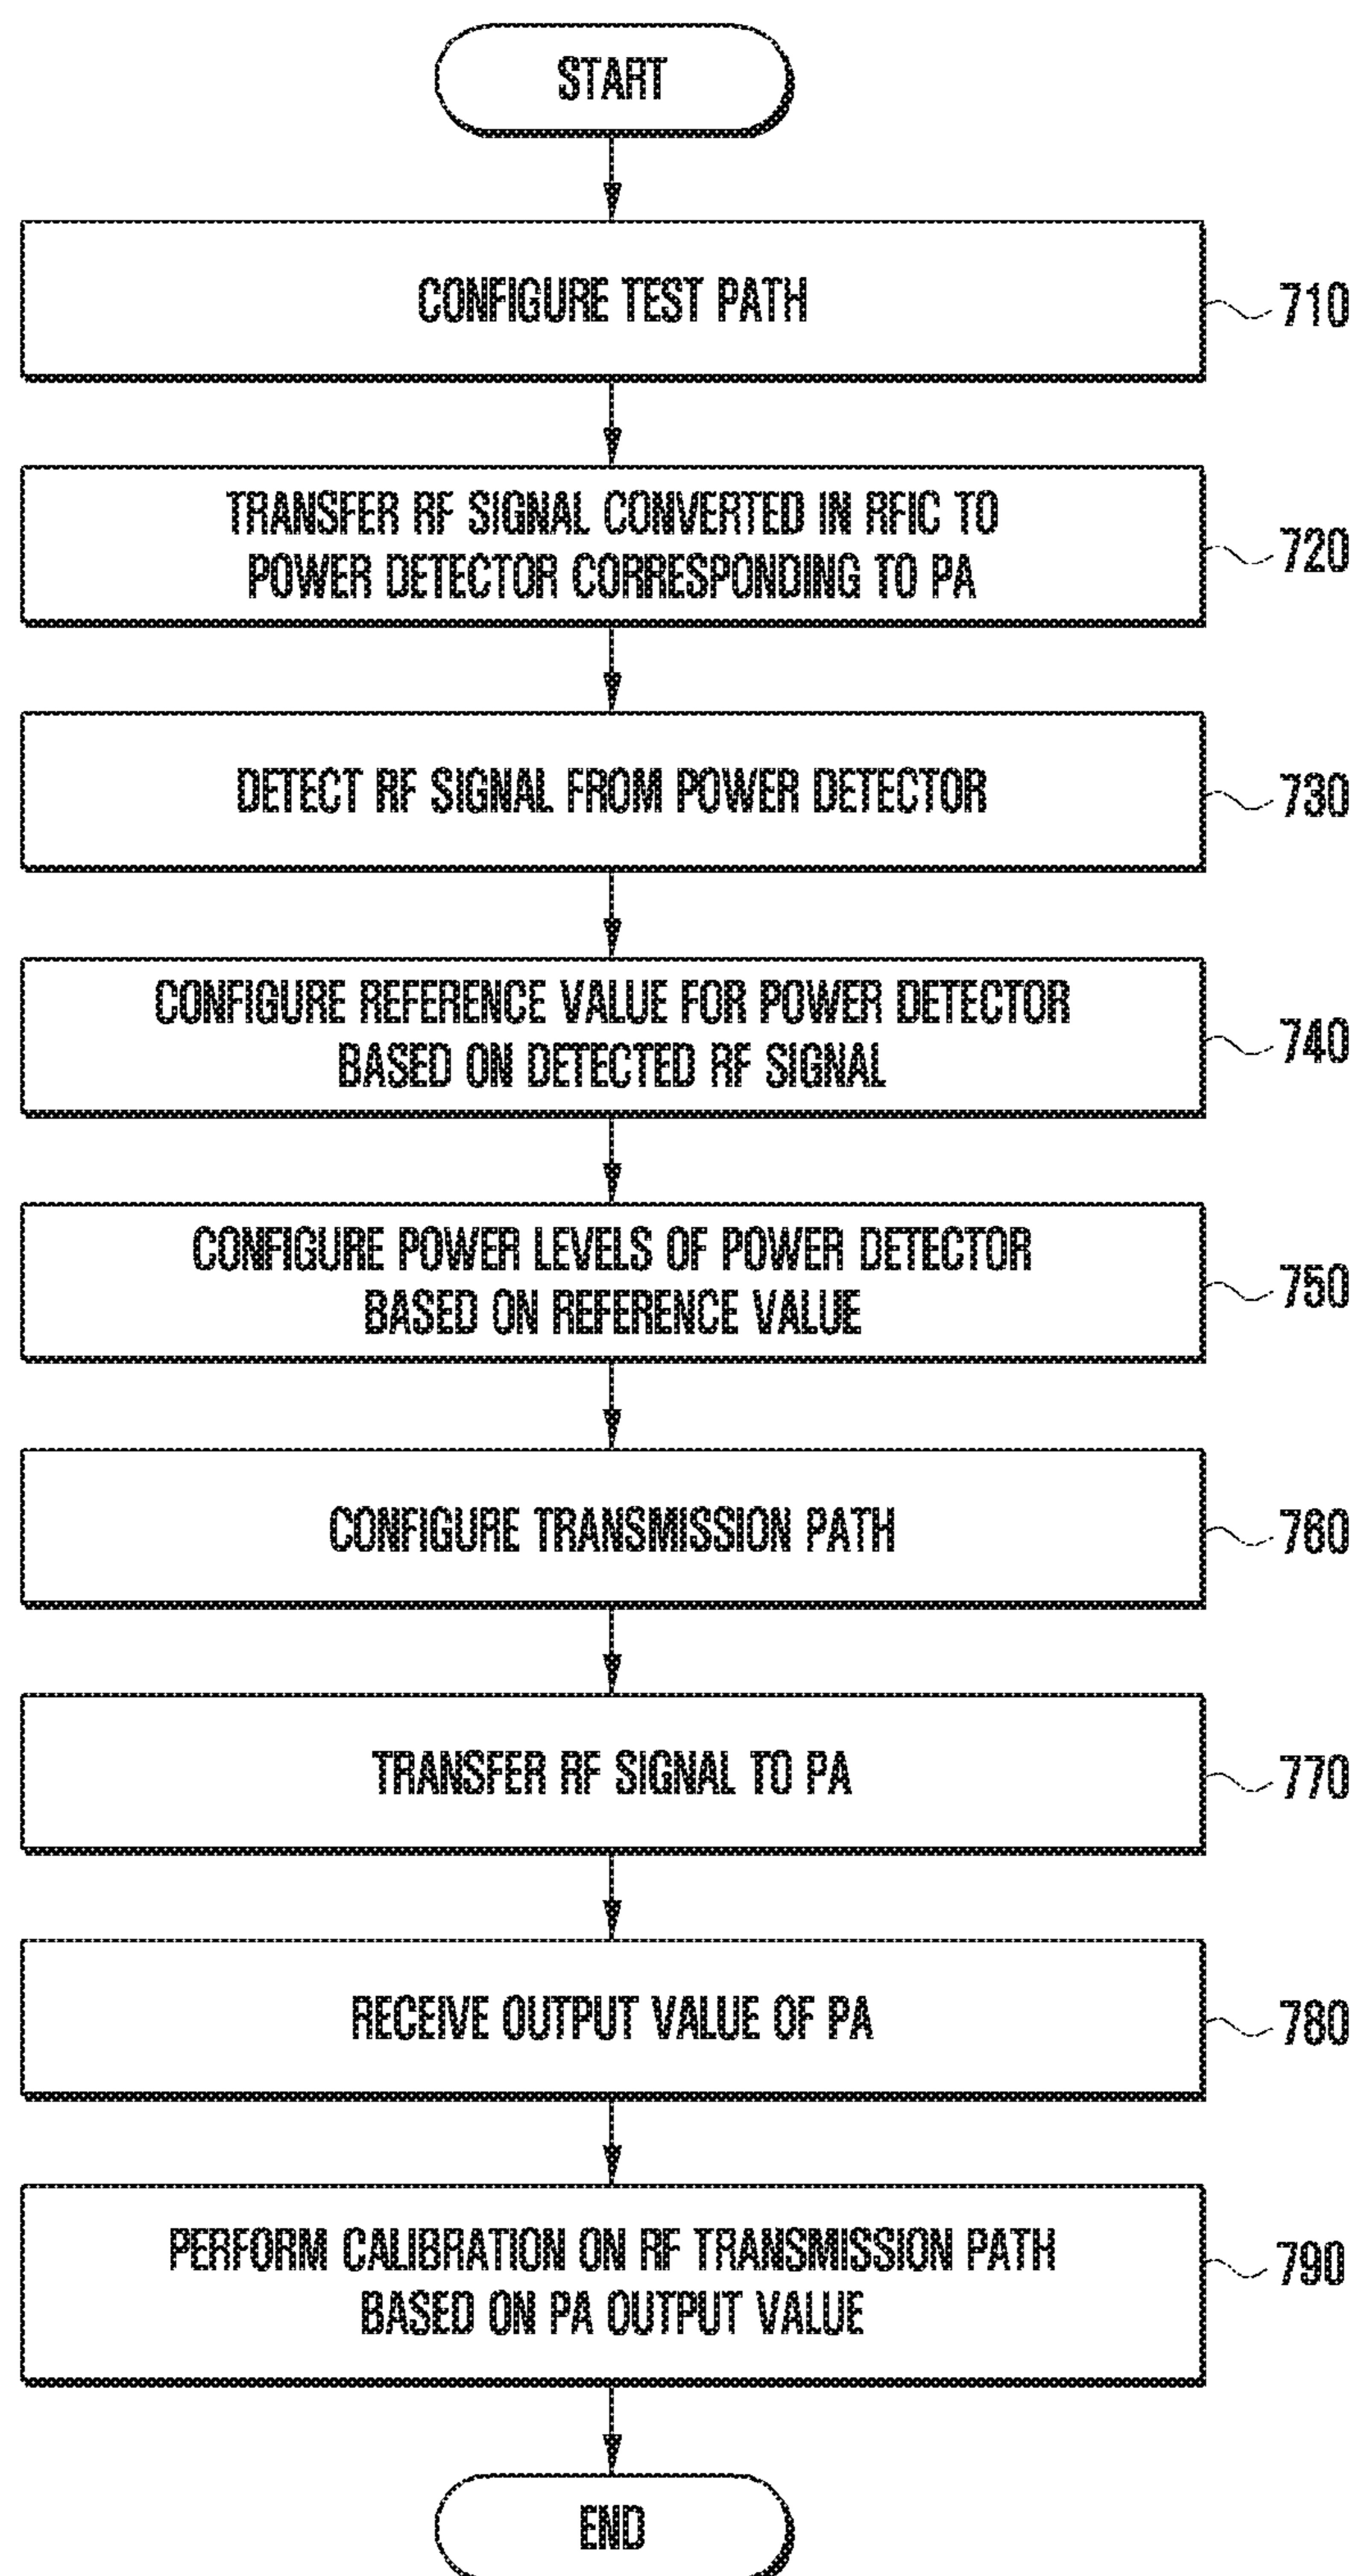 START
CONFIGURE TEST PATH
710
TRANSFER RF SIGNAL CONVERTED IN RFIC TO
POWER DETECTOR CORRESPONDING TO PA
720
DETECT RF SIGNAL FROM POWER DETECTOR
730
CONFIGURE REFERENCE VALUE FOR POWER DETECTOR
BASED ON DETECTED RF SIGNAL
740
CONFIGURE POWER LEVELS OF POWER DETECTOR
BASED ON REFERENCE VALUE
750
CONFIGURE TRANSMISSION PATH
760
TRANSFER RF SIGNAL TO PA
770
RECEIVE OUTPUT VALUE OF PA
780
PERFORM CALIBRATION ON RF TRANSMISSION PATH
BASED ON PA OUTPUT VALUE
790
END